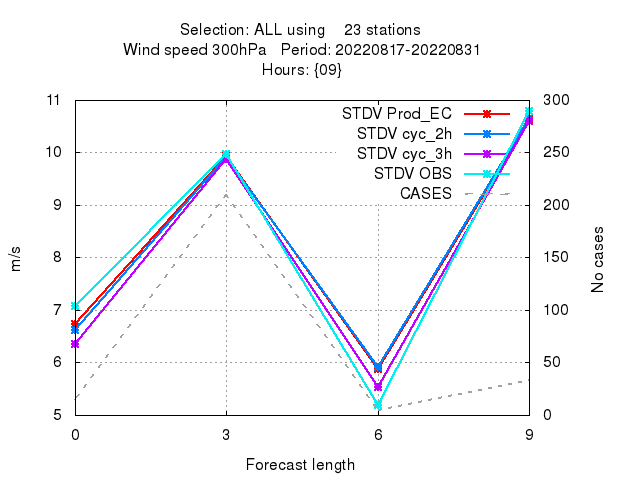 Selection: ALL using 23 stations
Wind speed 300hPa Period: 20220817-20220831
Hours: {09}
STDV Prod_EC
STDV cyc_2h
STDV cyc_3h
STDV OBS
CASES
11
10
9
8
7
6
5
300
250
200
150
100
50
0
m/s
No cases
0 3 6 9
Forecast length